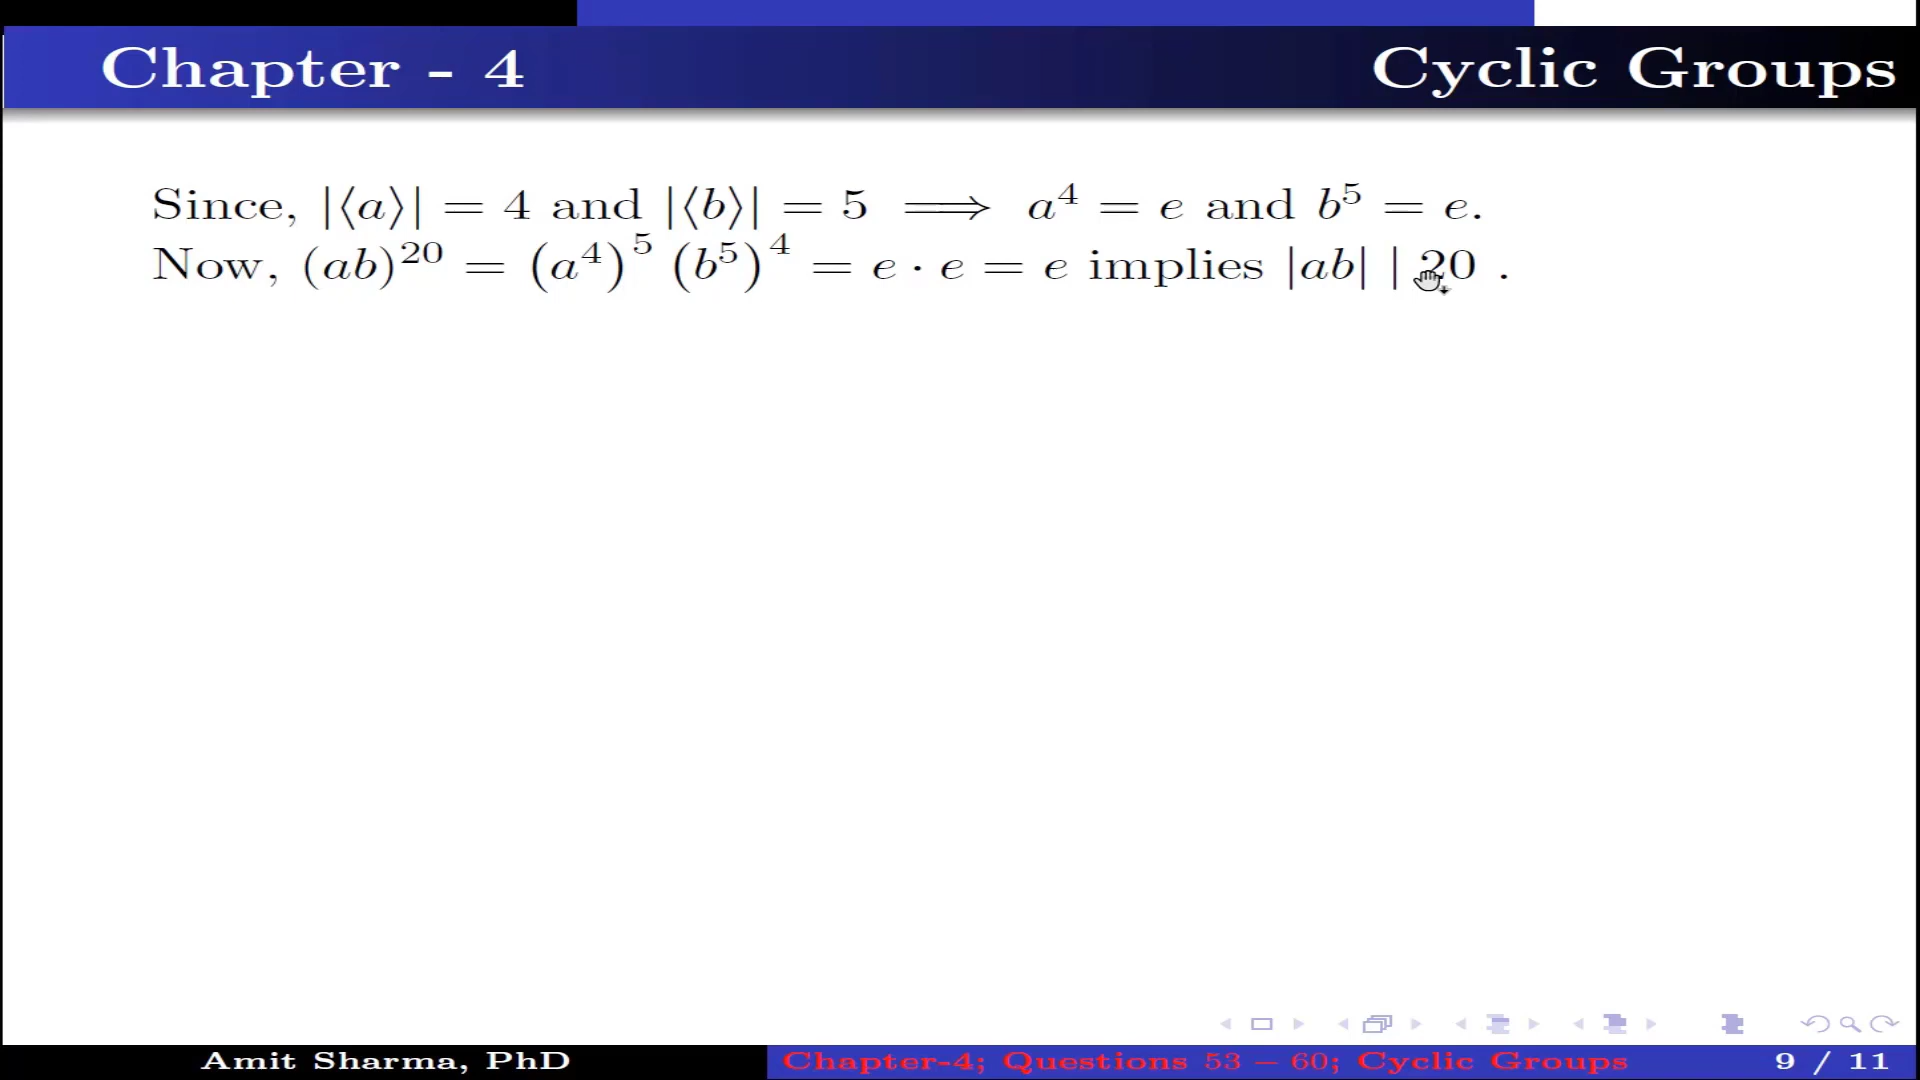 Chapter - 4 Cyclic Groups
Since, |⟨a⟩| = 4 and |⟨b⟩| = 5 ⟹ a⁴ = e and b⁵ = e.
Now, (ab)²⁰ = (a⁴)⁵ (b⁵)⁴ = e · e = e implies |ab| | 20 .
Amit Sharma, PhD Chapter-4; Questions 53 – 60; Cyclic Groups 9 / 11